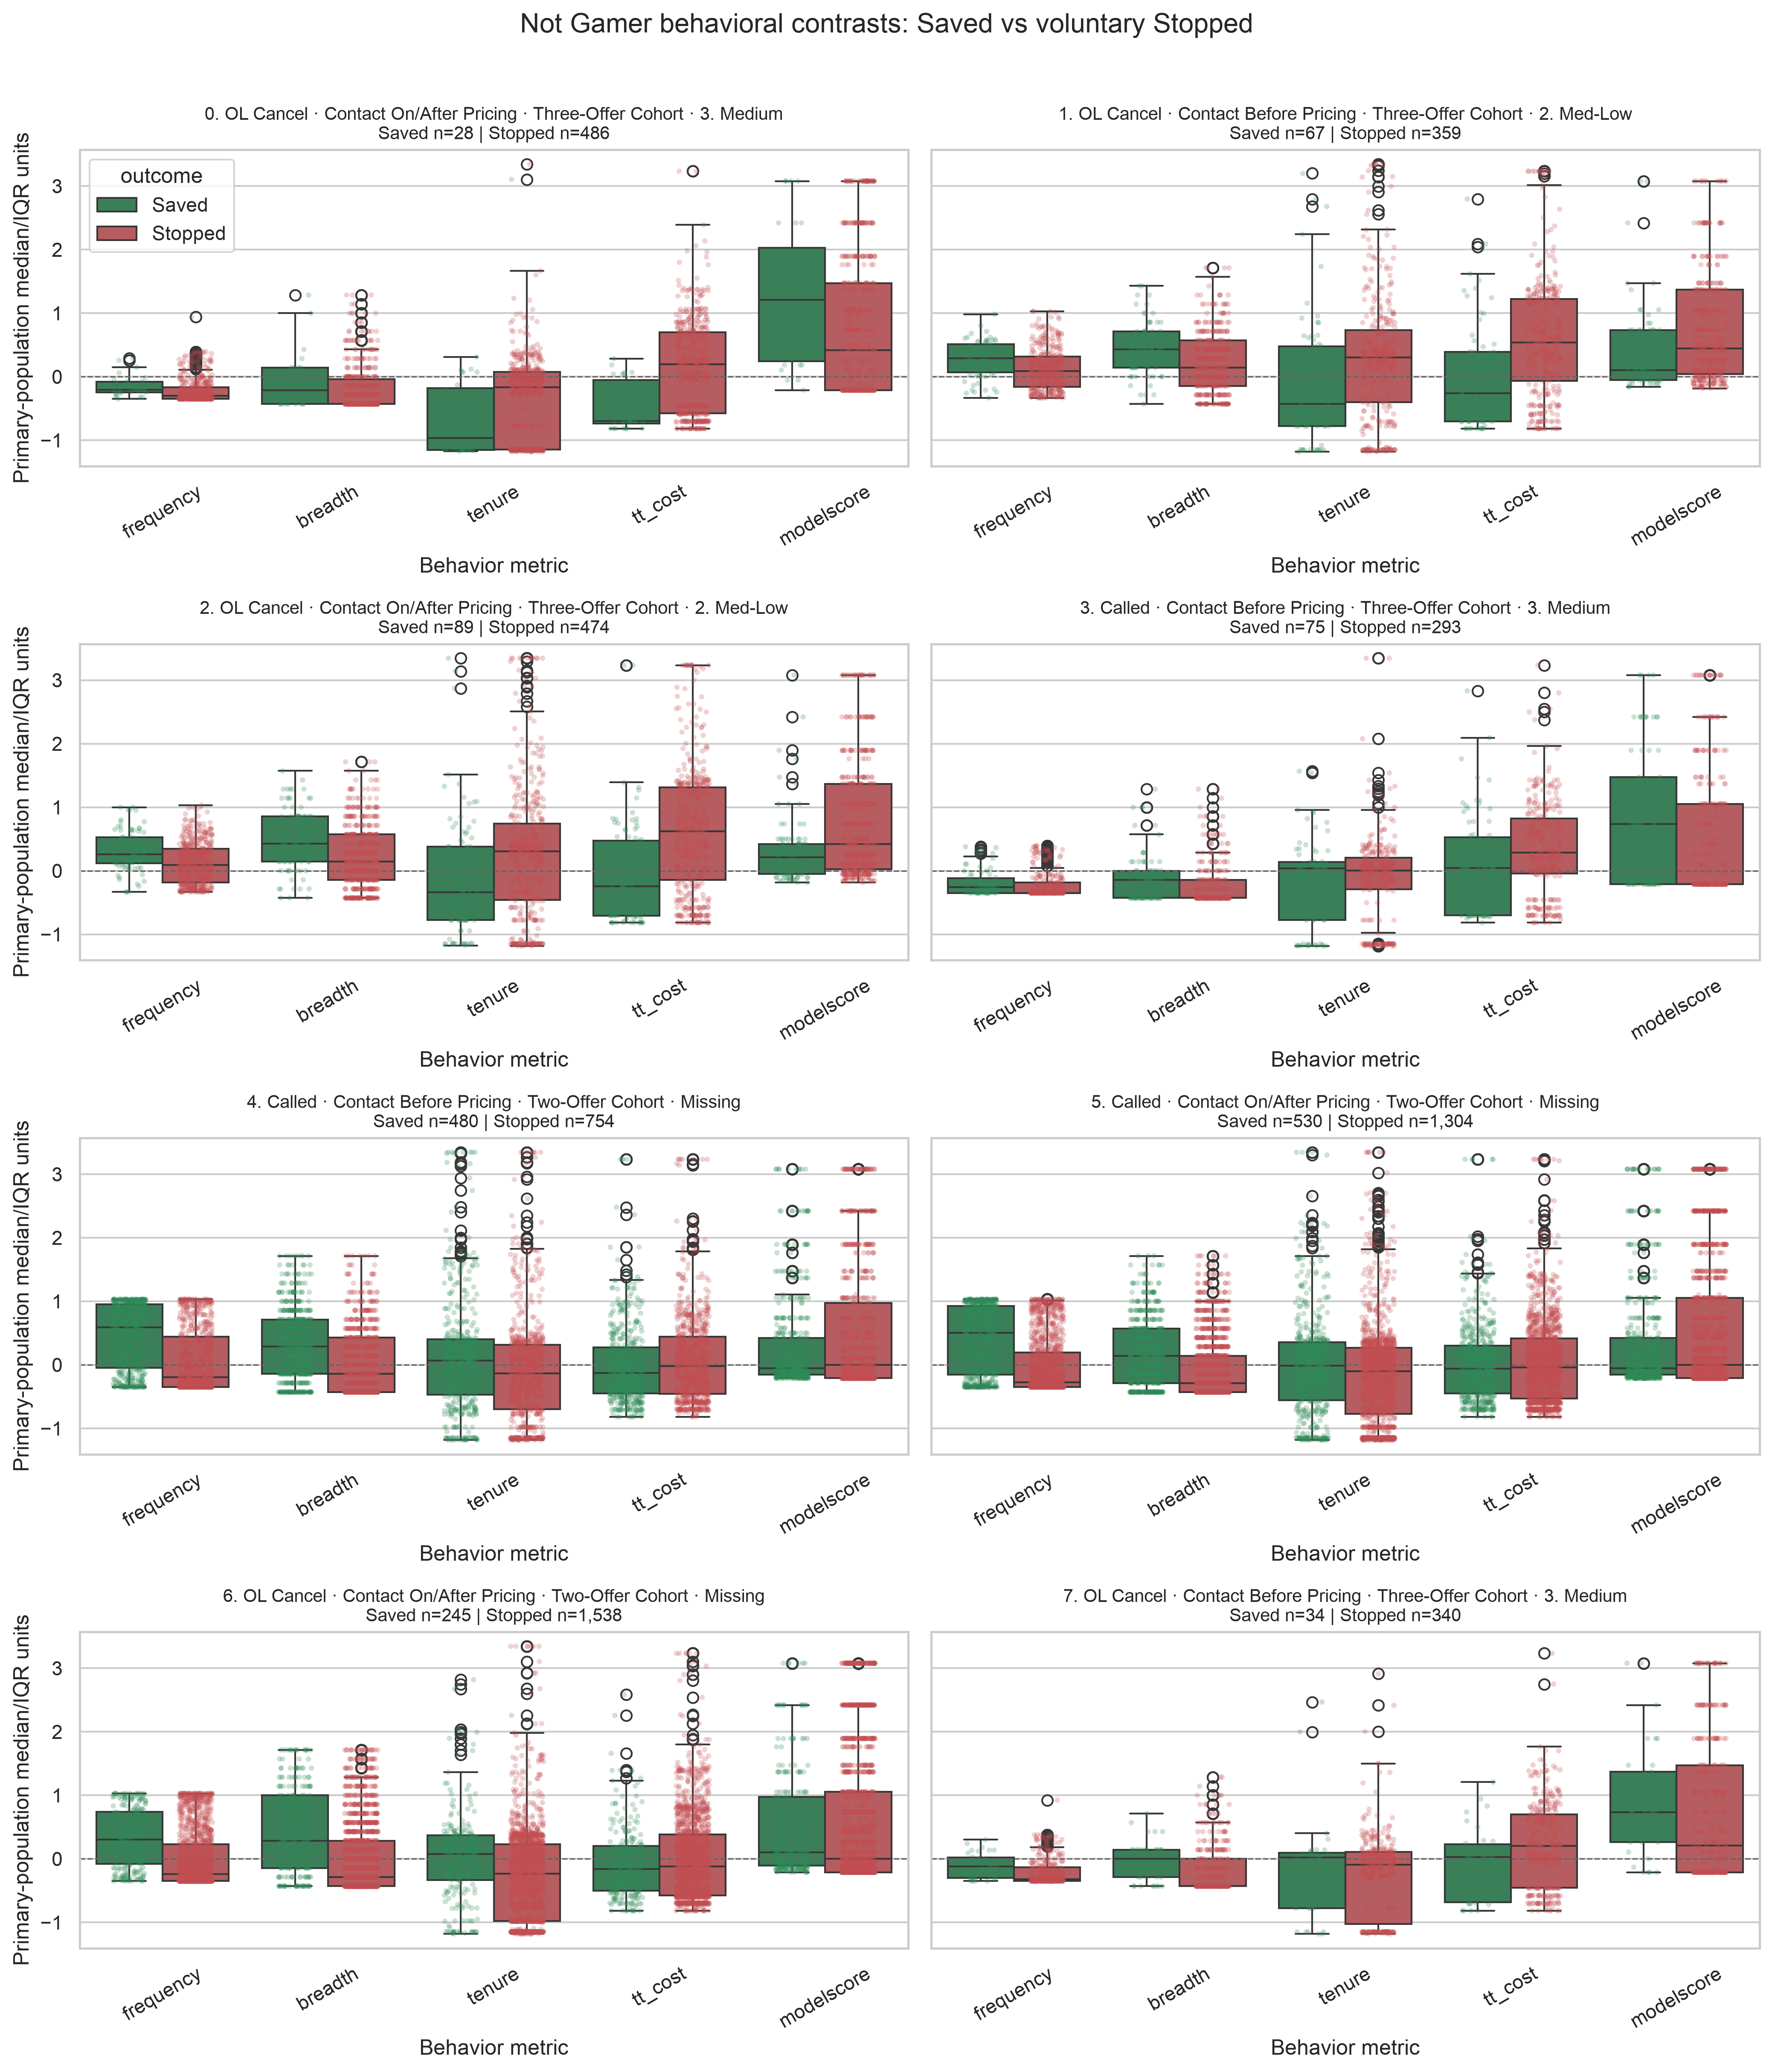 Not Gamer behavioral contrasts: Saved vs voluntary Stopped
0. OL Cancel · Contact On/After Pricing · Three-Offer Cohort · 3. Medium
Saved n=28 | Stopped n=486
Primary-population median/IQR units
3
2
1
0
−1
outcome
Saved
Stopped
frequency
breadth
tenure
tt_cost
modelscore
Behavior metric
1. OL Cancel · Contact Before Pricing · Three-Offer Cohort · 2. Med-Low
Saved n=67 | Stopped n=359
frequency
breadth
tenure
tt_cost
modelscore
Behavior metric
2. OL Cancel · Contact On/After Pricing · Three-Offer Cohort · 2. Med-Low
Saved n=89 | Stopped n=474
Primary-population median/IQR units
3
2
1
0
−1
frequency
breadth
tenure
tt_cost
modelscore
Behavior metric
3. Called · Contact Before Pricing · Three-Offer Cohort · 3. Medium
Saved n=75 | Stopped n=293
frequency
breadth
tenure
tt_cost
modelscore
Behavior metric
4. Called · Contact Before Pricing · Two-Offer Cohort · Missing
Saved n=480 | Stopped n=754
Primary-population median/IQR units
3
2
1
0
−1
frequency
breadth
tenure
tt_cost
modelscore
Behavior metric
5. Called · Contact On/After Pricing · Two-Offer Cohort · Missing
Saved n=530 | Stopped n=1,304
frequency
breadth
tenure
tt_cost
modelscore
Behavior metric
6. OL Cancel · Contact On/After Pricing · Two-Offer Cohort · Missing
Saved n=245 | Stopped n=1,538
Primary-population median/IQR units
3
2
1
0
−1
frequency
breadth
tenure
tt_cost
modelscore
Behavior metric
7. OL Cancel · Contact Before Pricing · Three-Offer Cohort · 3. Medium
Saved n=34 | Stopped n=340
frequency
breadth
tenure
tt_cost
modelscore
Behavior metric